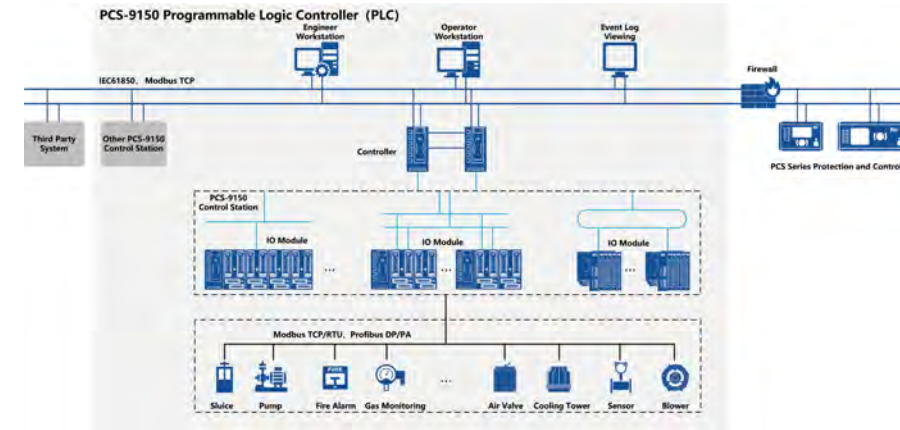 PCS-9150 Programmable Logic Controller (PLC)
Engineer
Workstation
Operator
Workstation
Event Log
Viewing
IEC61850、 Modbus TCP
Firewall
Third Party
System
Other PCS-9150
Control Station
Controller
PCS Series Protection and Control
PCS-9150
Control Station
IO Module
IO Module
IO Module
...
...
...
Modbus TCP/RTU、Profibus DP/PA
FIRE
...
Sluice
Pump
Fire Alarm
Gas Monitoring
Air Valve
Cooling Tower
Sensor
Blower